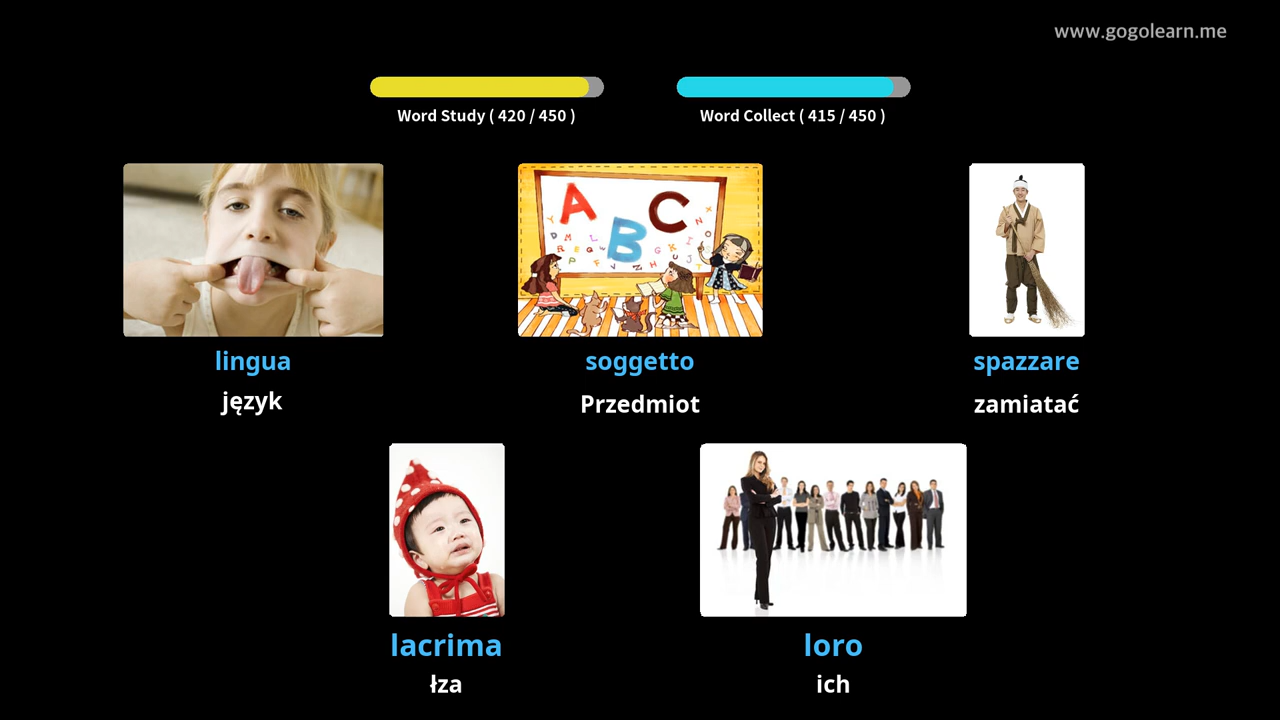 www.gogolearn.me
Word Study ( 420 / 450 )
Word Collect ( 415 / 450 )
lingua
język
soggetto
Przedmiot
spazzare
zamiatać
lacrima
łza
loro
ich